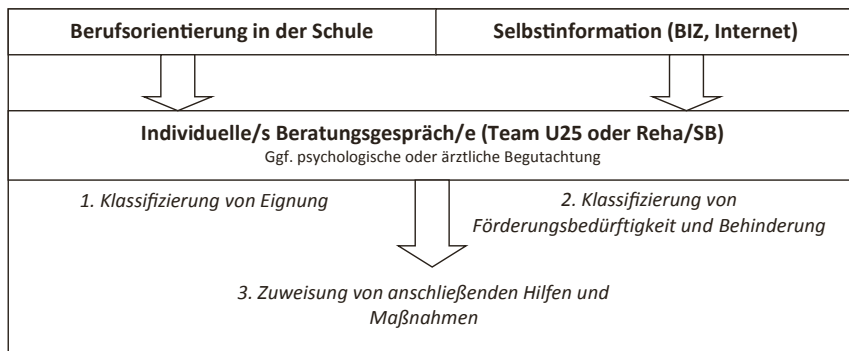 Berufsorientierung in der Schule
Selbstinformation (BIZ, Internet)
Individuelle/s Beratungsgespräch/e (Team U25 oder Reha/SB)
Ggf. psychologische oder ärztliche Begutachtung
1. Klassifizierung von Eignung
2. Klassifizierung von
Förderungsbedürftigkeit und Behinderung
3. Zuweisung von anschließenden Hilfen und
Maßnahmen